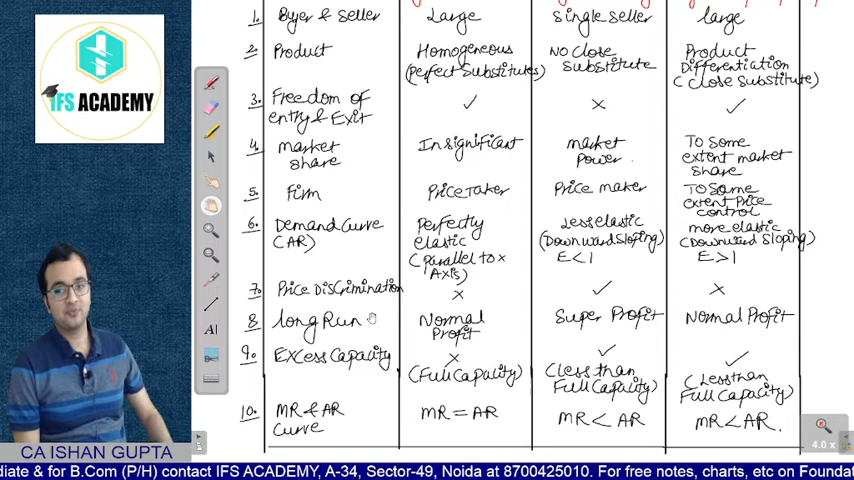 IFS ACADEMY
1. Buyer & Seller Large Single seller large
2. Product Homogeneous No Close Product
(Perfect Substitutes) Substitute Differentiation
(Close Substitute)
3. Freedom of ✓ × ✓
entry & Exit
4. market Insignificant market To Some
share Power. extent market
share
5. Firm Price taker Price maker To Some
extent Price
control
6. Demand Curve Perfectly Less elastic more elastic
(AR) elastic (Downward Sloping) (Downward Sloping)
(Parallel to x E<1 E>1
Axis)
7. Price Discrimination × ✓ ×
8 long Run Normal Super Profit Normal Profit
Profit
9. Excess Capacity × ✓ ✓
(Full Capacity) (less than (Less than
Full Capacity) Full Capacity)
10. MR & AR MR = AR MR < AR MR < AR.
Curve
A|
4.0 x
CA ISHAN GUPTA
diate & for B.Com (P/H) contact IFS ACADEMY, A-34, Sector-49, Noida at 8700425010. For free notes, charts, etc on Foundat